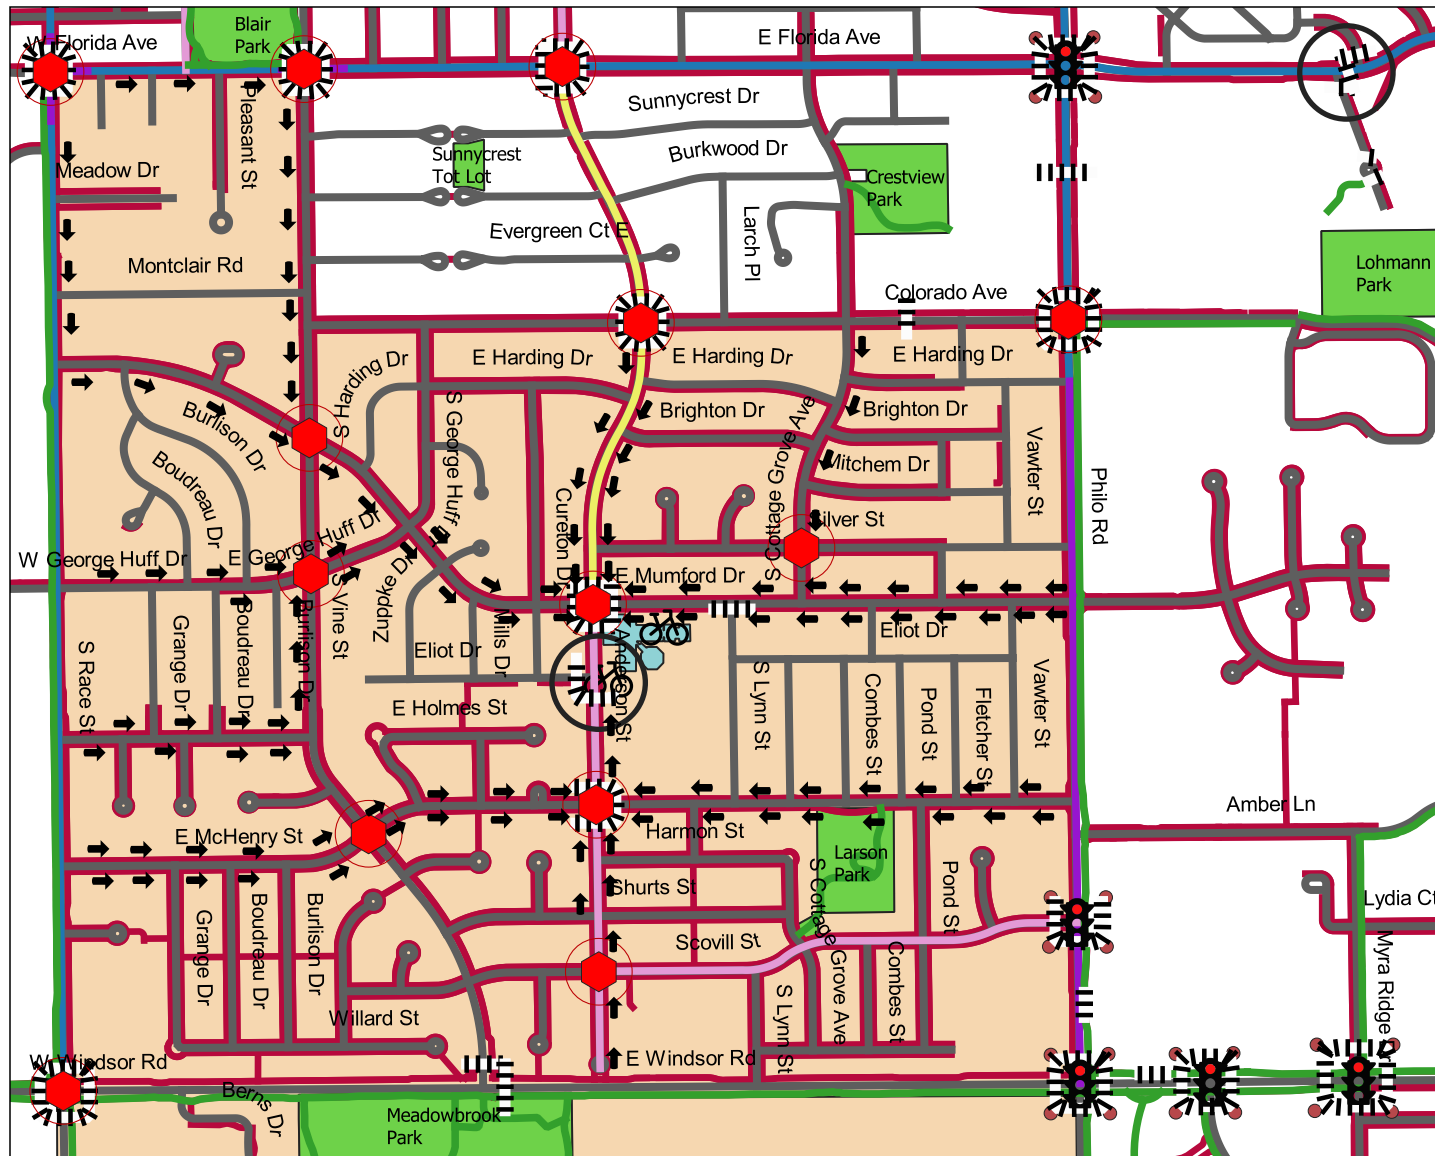 W Florida Ave
Blair
Park
E Florida Ave
Pleasant St
Sunnycrest Dr
Sunnycrest
Tot Lot
Burkwood Dr
Crestview
Park
Meadow Dr
Evergreen Ct E
Larch Pl
Montclair Rd
Lohmann
Park
Colorado Ave
S Harding Dr
E Harding Dr
E Harding Dr
E Harding Dr
Burlison Dr
S George Huff Dr
Brighton Dr
Brighton Dr
S Cottage Grove Ave
Mitchem Dr
Vawter St
Philo Rd
Boudreau Dr
Cureton Dr
Silver St
W George Huff Dr
E George Huff Dr
Zuppke Dr
E Mumford Dr
S Race St
Grange Dr
Boudreau Dr
Burlison Dr
S Vine St
Eliot Dr
Mills Dr
Anderson St
Eliot Dr
S Lynn St
Combes St
Pond St
Fletcher St
Vawter St
E Holmes St
Amber Ln
E McHenry St
Harmon St
Larson
Park
Shurts St
S Cottage Grove Ave
Pond St
Lydia Ct
Grange Dr
Boudreau Dr
Burlison Dr
Scovill St
Combes St
S Lynn St
Myra Ridge Dr
Willard St
W Windsor Rd
E Windsor Rd
Berns Dr
Meadowbrook
Park